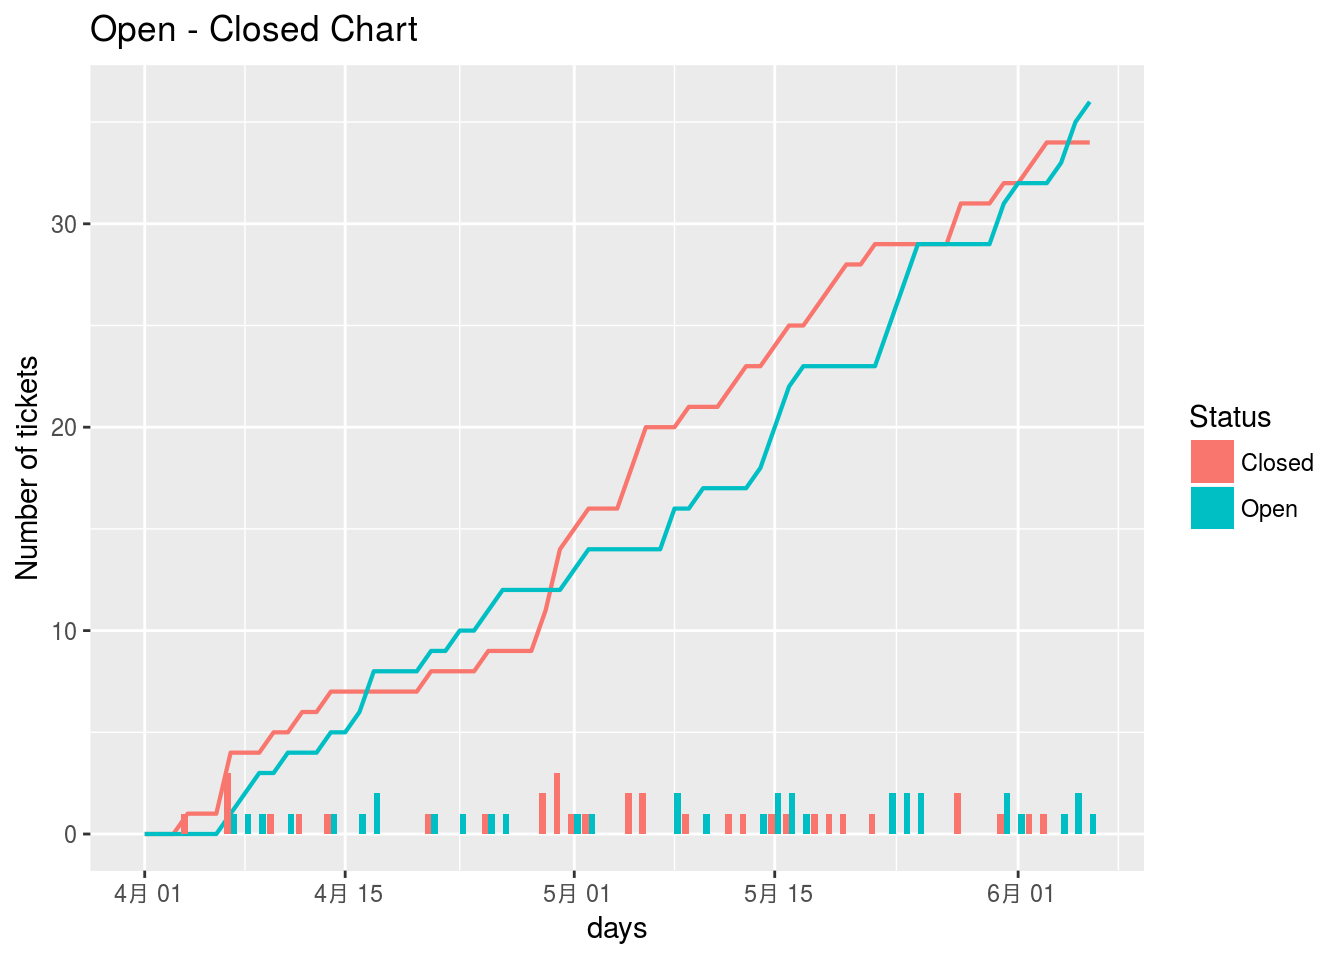 Open - Closed Chart
Number of tickets
30
20
10
0
4月 01
4月 15
5月 01
5月 15
6月 01
days
Status
Closed
Open